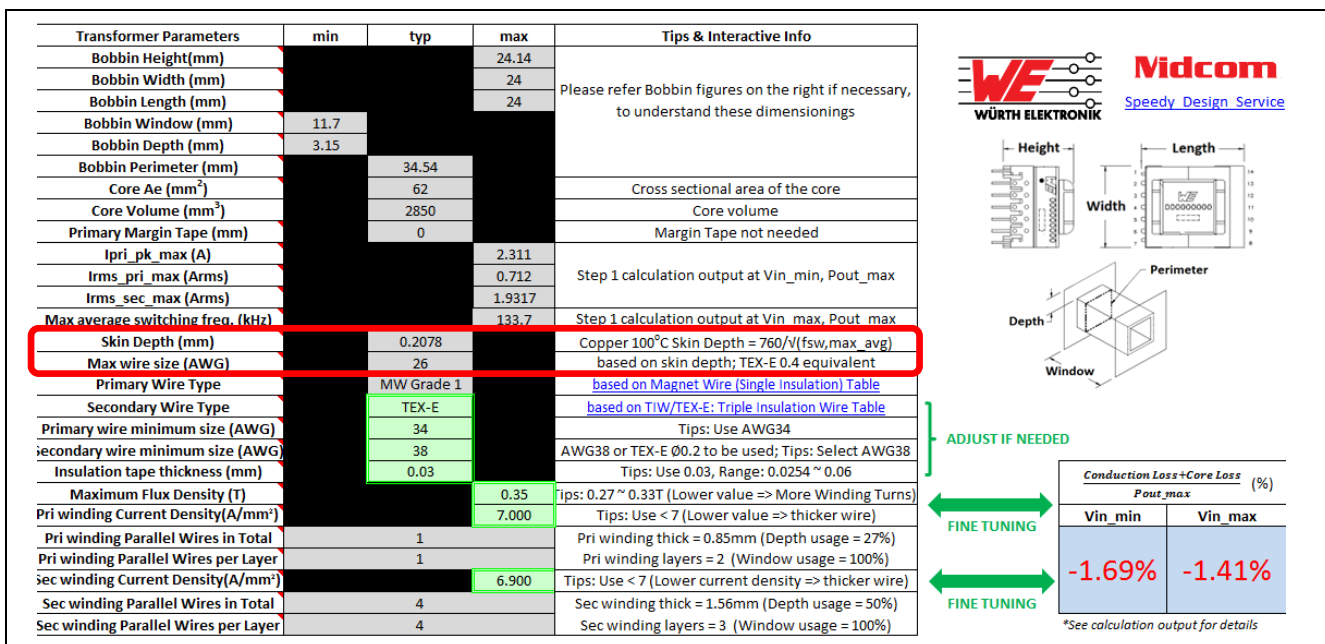 Transformer Parameters min typ max Tips & Interactive Info
Bobbin Height(mm) 24.14
Bobbin Width (mm) 24
Bobbin Length (mm) 24
Please refer Bobbin figures on the right if necessary,
to understand these dimensionings
Bobbin Window (mm) 11.7
Bobbin Depth (mm) 3.15
Bobbin Perimeter (mm) 34.54
Core Ae (mm²) 62 Cross sectional area of the core
Core Volume (mm³) 2850 Core volume
Primary Margin Tape (mm) 0 Margin Tape not needed
Ipri_pk_max (A) 2.311
Irms_pri_max (Arms) 0.712 Step 1 calculation output at Vin_min, Pout_max
Irms_sec_max (Arms) 1.9317
Max average switching freq. (kHz) 133.7 Step 1 calculation output at Vin_max, Pout_max
Skin Depth (mm) 0.2078 Copper 100°C Skin Depth = 760/√(fsw,max_avg)
Max wire size (AWG) 26 based on skin depth; TEX-E 0.4 equivalent
Primary Wire Type MW Grade 1 based on Magnet Wire (Single Insulation) Table
Secondary Wire Type TEX-E based on TIW/TEX-E: Triple Insulation Wire Table
Primary wire minimum size (AWG) 34 Tips: Use AWG34
Secondary wire minimum size (AWG) 38 AWG38 or TEX-E Ø0.2 to be used; Tips: Select AWG38
Insulation tape thickness (mm) 0.03 Tips: Use 0.03, Range: 0.0254 ~ 0.06
Maximum Flux Density (T) 0.35 Tips: 0.27 ~ 0.33T (Lower value => More Winding Turns)
Pri winding Current Density(A/mm²) 7.000 Tips: Use < 7 (Lower value => thicker wire)
Pri winding Parallel Wires in Total 1 Pri winding thick = 0.85mm (Depth usage = 27%)
Pri winding Parallel Wires per Layer 1 Pri winding layers = 2 (Window usage = 100%)
Sec winding Current Density(A/mm²) 6.900 Tips: Use < 7 (Lower current density => thicker wire)
Sec winding Parallel Wires in Total 4 Sec winding thick = 1.56mm (Depth usage = 50%)
Sec winding Parallel Wires per Layer 4 Sec winding layers = 3 (Window usage = 100%)
WE
WÜRTH ELEKTRONIK
Midcom
Speedy Design Service
Height
Length
Width
WE
Perimeter
Depth
Window
ADJUST IF NEEDED
FINE TUNING
FINE TUNING
Conduction Loss+Core Loss
Pout_max
(%)
Vin_min Vin_max
-1.69% -1.41%
*See calculation output for details